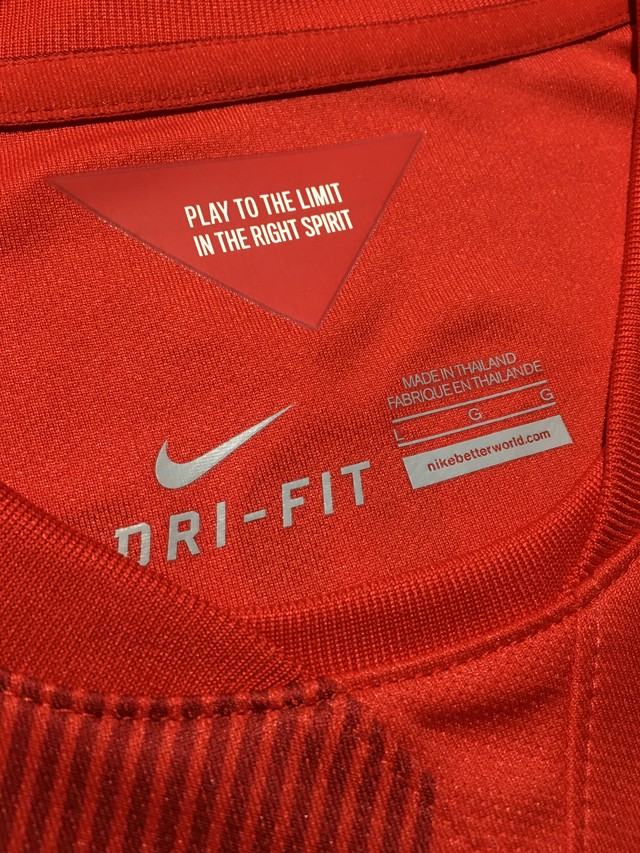 PLAY TO THE LIMIT
IN THE RIGHT SPIRIT
MADE IN THAILAND
FABRIQUE EN THAILANDE
L G G
nikebetterworld.com
DRI-FIT